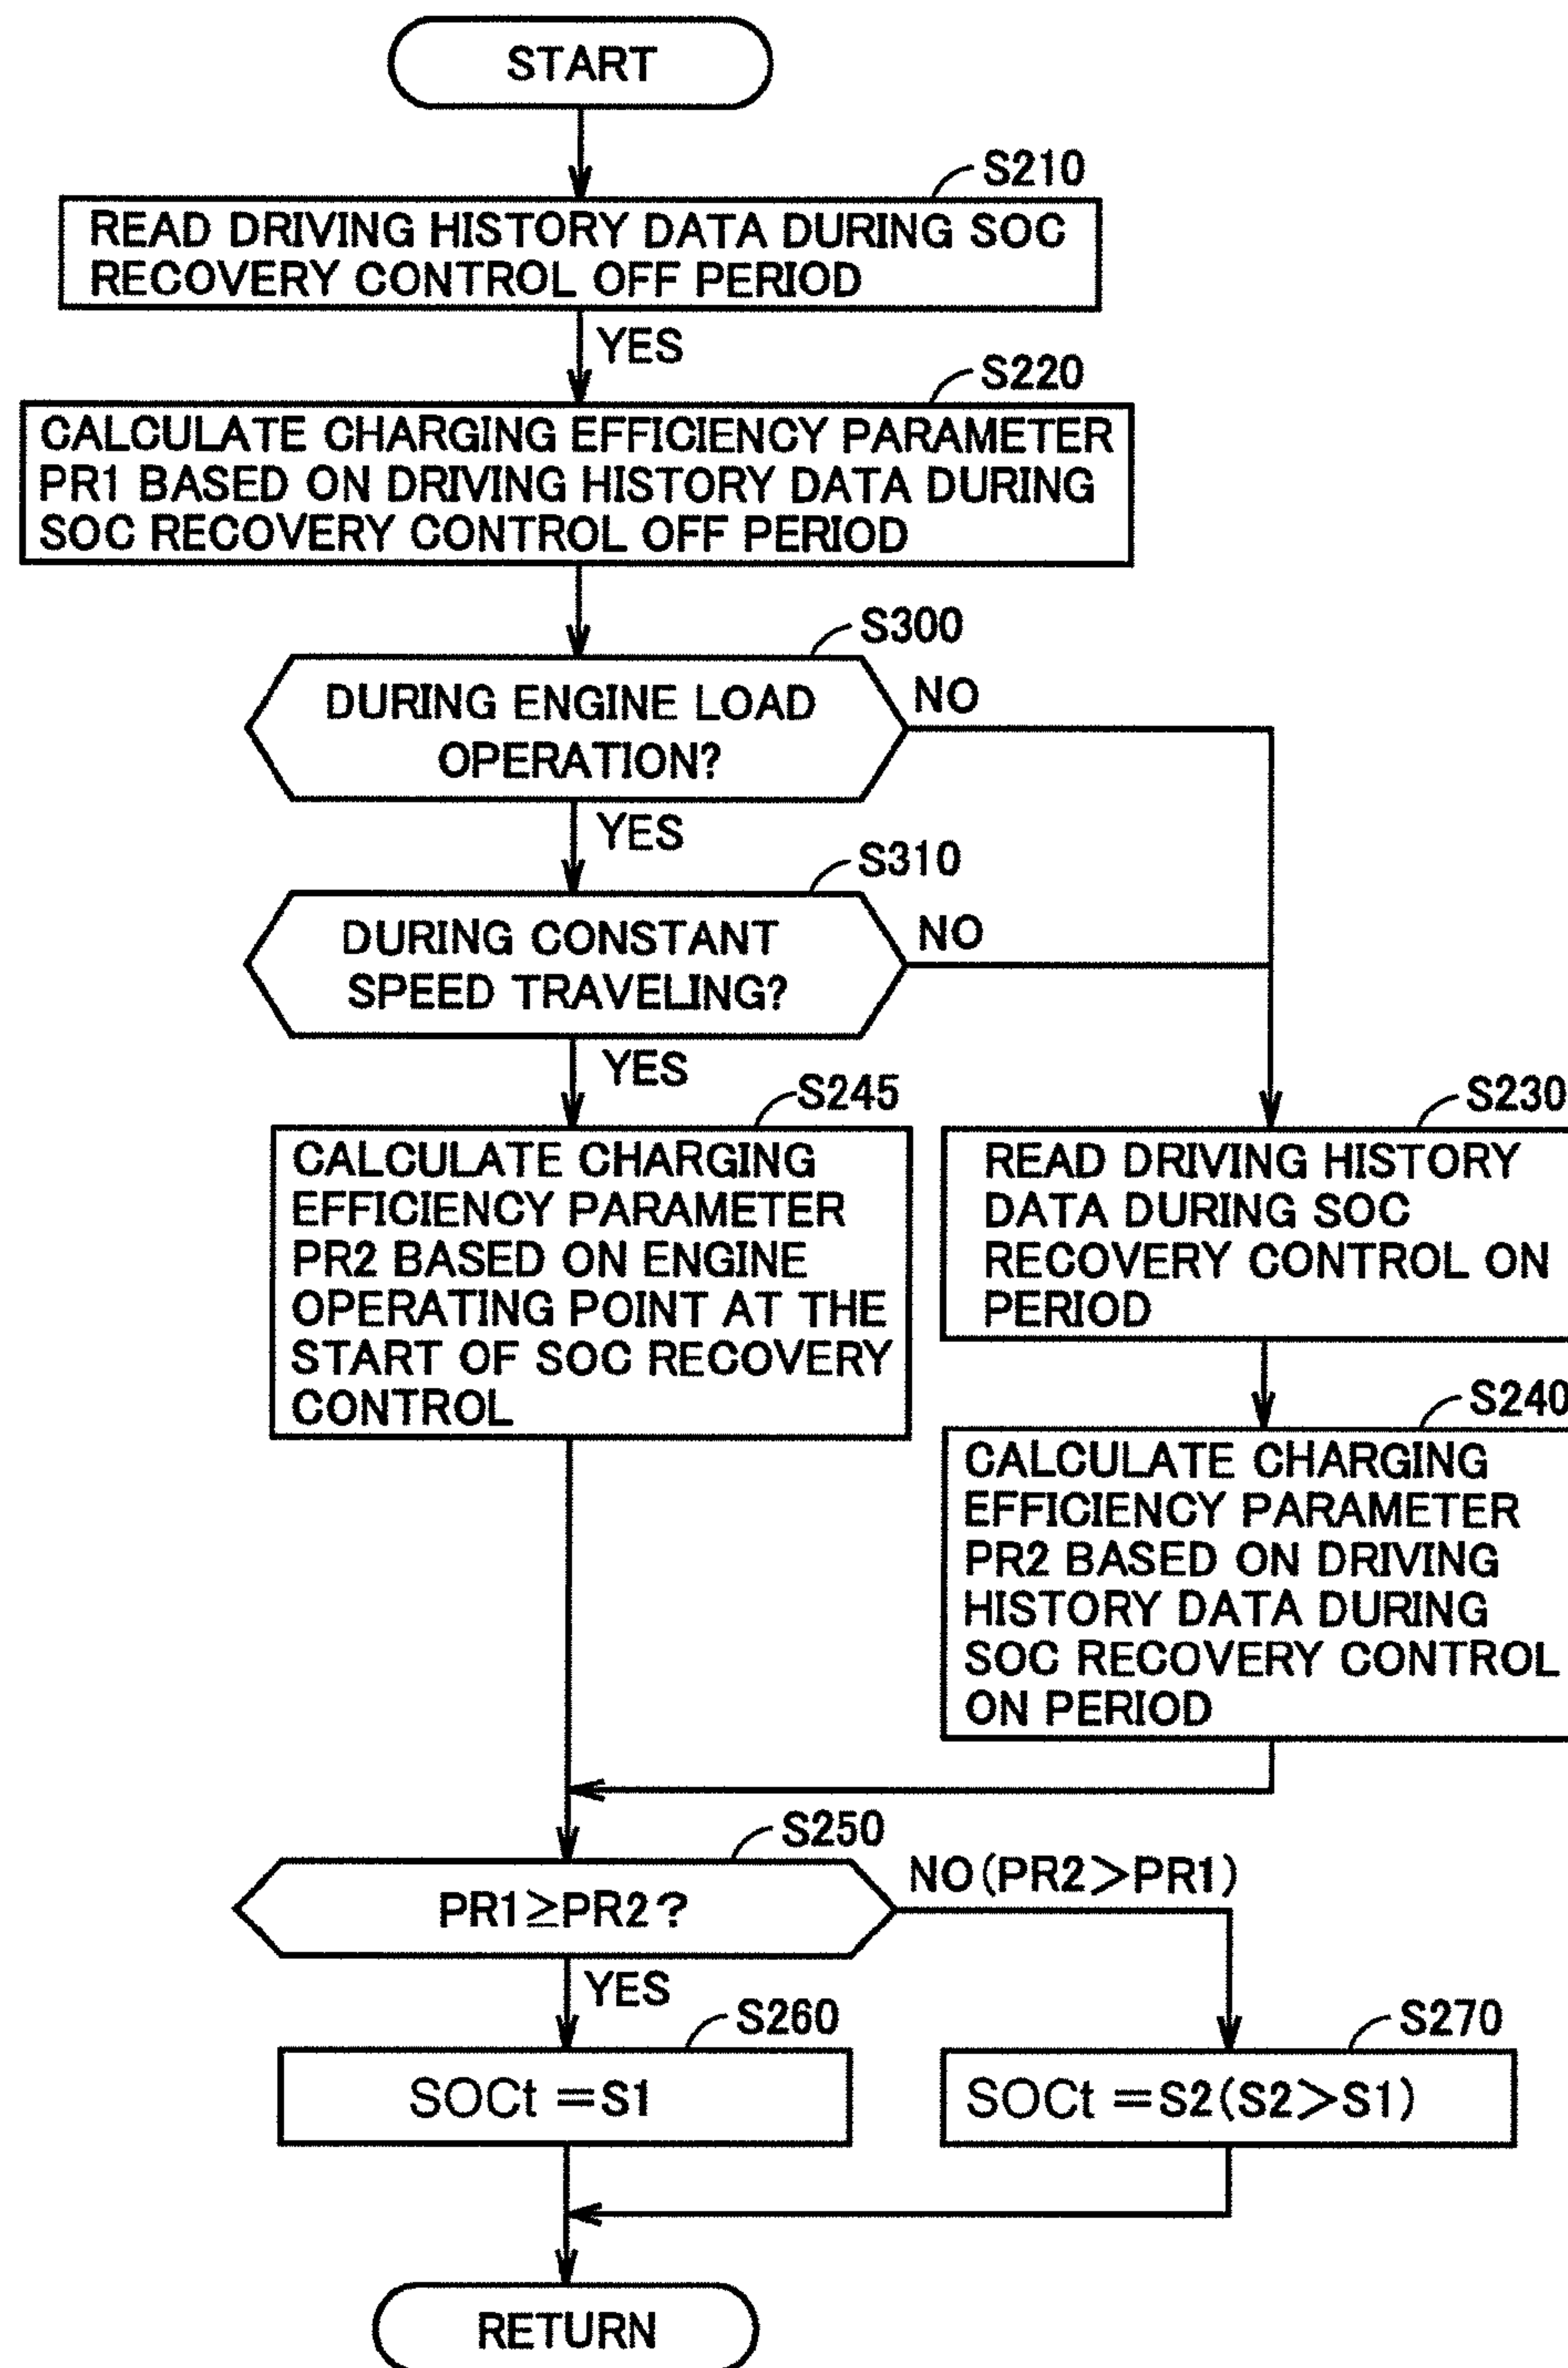 START
S210
READ DRIVING HISTORY DATA DURING SOC
RECOVERY CONTROL OFF PERIOD
YES
S220
CALCULATE CHARGING EFFICIENCY PARAMETER
PR1 BASED ON DRIVING HISTORY DATA DURING
SOC RECOVERY CONTROL OFF PERIOD
S300
DURING ENGINE LOAD
OPERATION?
NO
YES
S310
DURING CONSTANT
SPEED TRAVELING?
NO
YES
S245
CALCULATE CHARGING
EFFICIENCY PARAMETER
PR2 BASED ON ENGINE
OPERATING POINT AT THE
START OF SOC RECOVERY
CONTROL
S230
READ DRIVING HISTORY
DATA DURING SOC
RECOVERY CONTROL ON
PERIOD
S240
CALCULATE CHARGING
EFFICIENCY PARAMETER
PR2 BASED ON DRIVING
HISTORY DATA DURING
SOC RECOVERY CONTROL
ON PERIOD
S250
PR1≧PR2?
NO(PR2>PR1)
YES
S260
SOCt=S1
S270
SOCt=S2(S2>S1)
RETURN